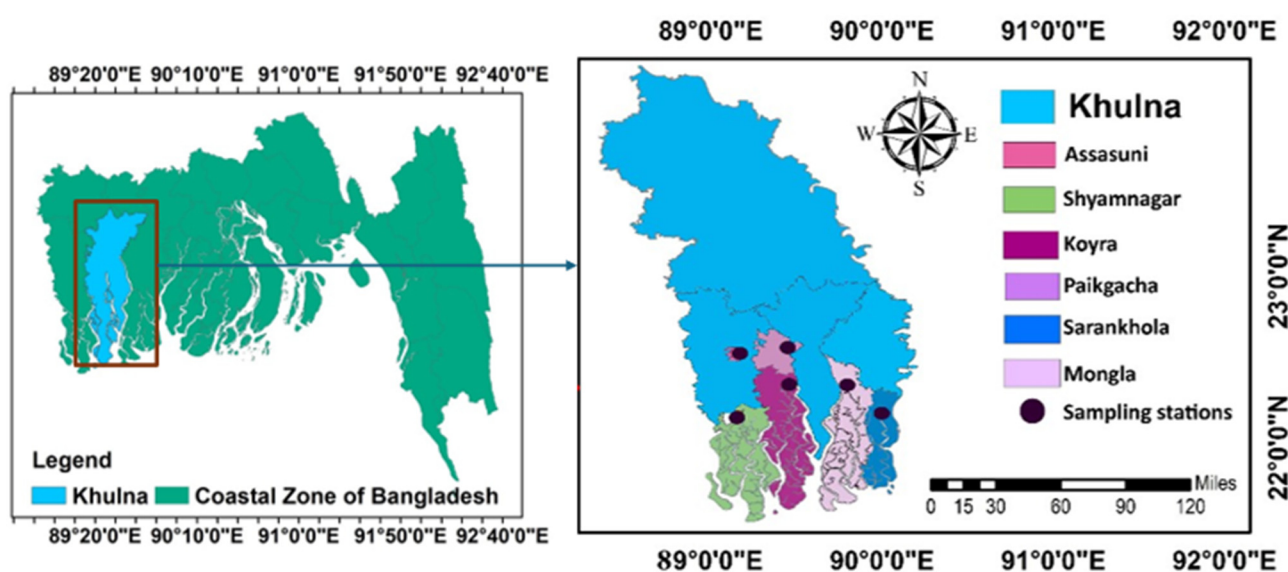 89°20'0"E 90°10'0"E 91°0'0"E 91°50'0"E 92°40'0"E
Legend
Khulna Coastal Zone of Bangladesh
89°20'0"E 90°10'0"E 91°0'0"E 91°50'0"E 92°40'0"E
89°0'0"E 90°0'0"E 91°0'0"E 92°0'0"E
N
W E
S
Khulna
Assasuni
Shyamnagar
Koyra
Paikgacha
Sarankhola
Mongla
Sampling stations
Miles
0 15 30 60 90 120
23°0'0"N
22°0'0"N
89°0'0"E 90°0'0"E 91°0'0"E 92°0'0"E